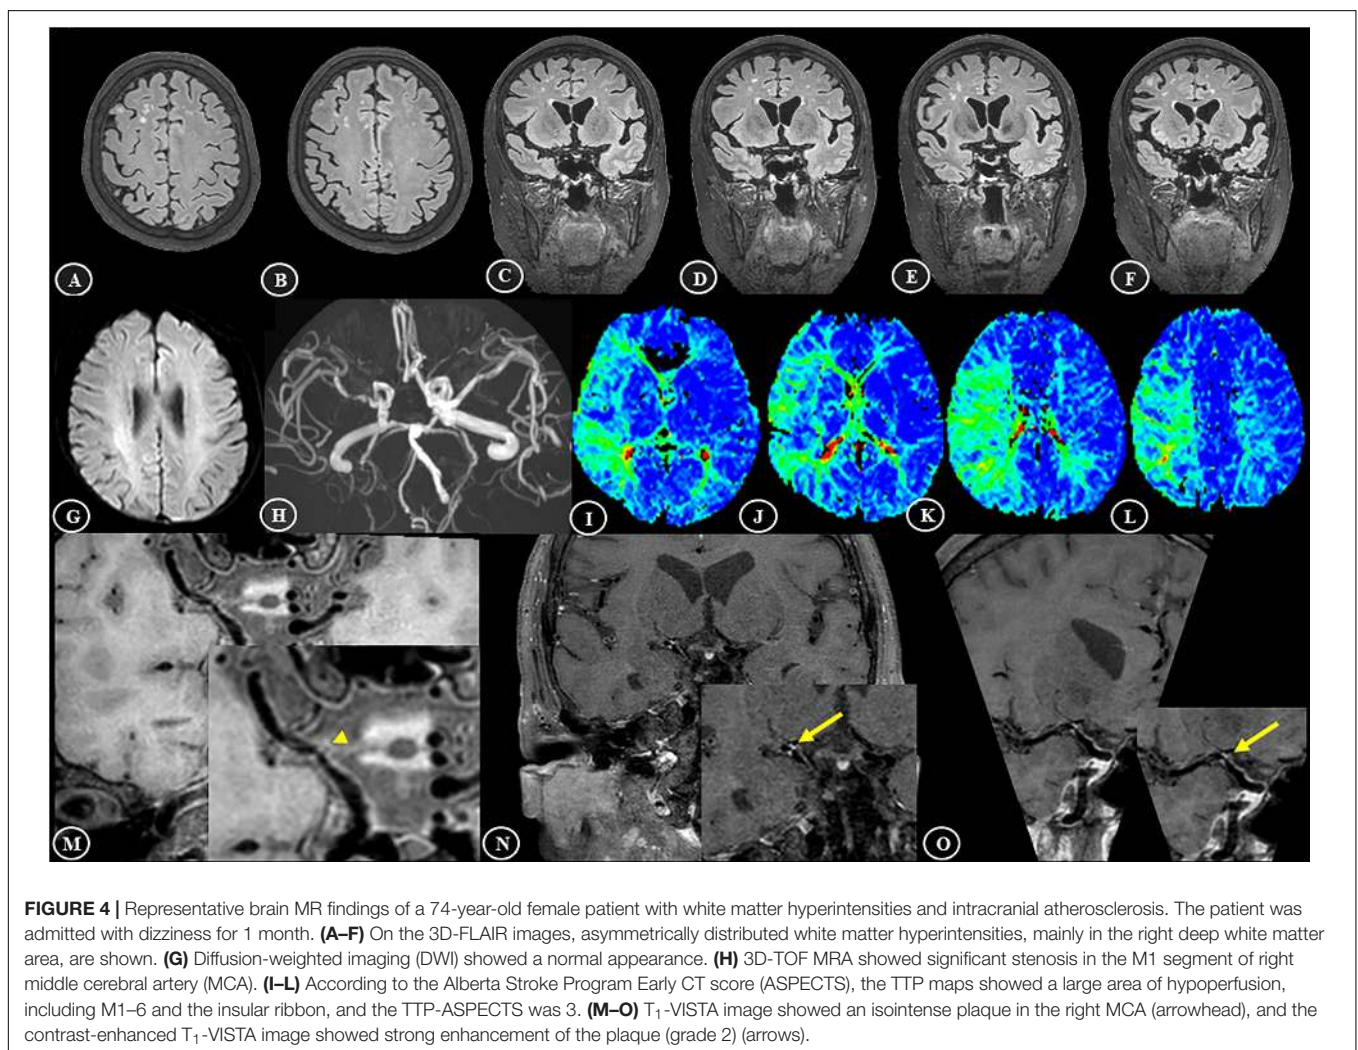 A
B
C
D
E
F
G
H
I
J
K
L
M
N
O
FIGURE 4 | Representative brain MR findings of a 74-year-old female patient with white matter hyperintensities and intracranial atherosclerosis. The patient was
admitted with dizziness for 1 month. (A–F) On the 3D-FLAIR images, asymmetrically distributed white matter hyperintensities, mainly in the right deep white matter
area, are shown. (G) Diffusion-weighted imaging (DWI) showed a normal appearance. (H) 3D-TOF MRA showed significant stenosis in the M1 segment of right
middle cerebral artery (MCA). (I–L) According to the Alberta Stroke Program Early CT score (ASPECTS), the TTP maps showed a large area of hypoperfusion,
including M1–6 and the insular ribbon, and the TTP-ASPECTS was 3. (M–O) T₁-VISTA image showed an isointense plaque in the right MCA (arrowhead), and the
contrast-enhanced T₁-VISTA image showed strong enhancement of the plaque (grade 2) (arrows).